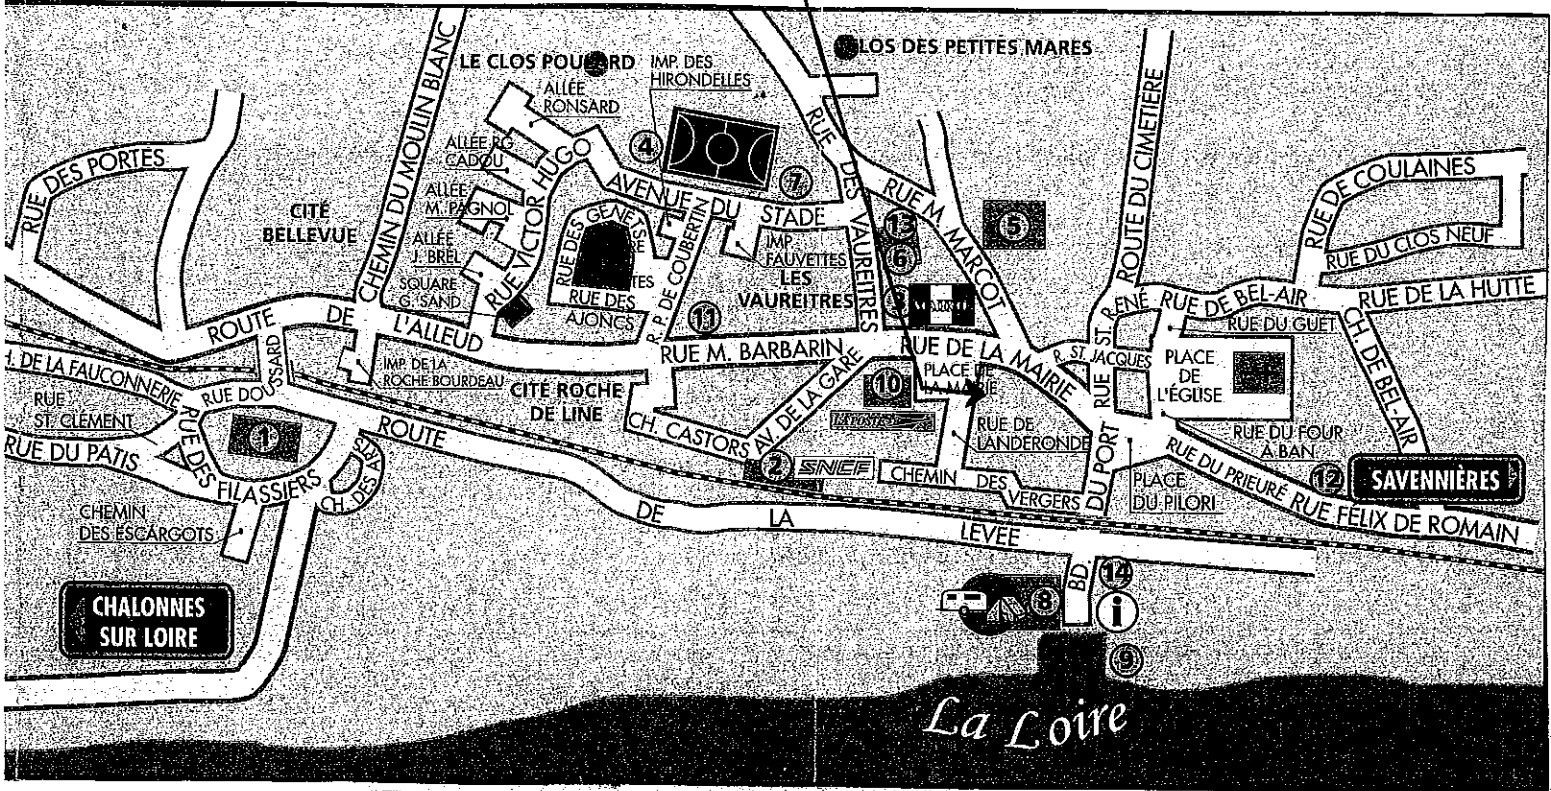 LE CLOS POULARD
IMP. DES
HIRONDELLES
LOS DES PETITES MARES
ALLÉE
RONSARD
RUE DES PORTES
CHEMIN DU MOULIN BLANC
ALLÉE RG
CADOU
ALLÉE
M. PAGNOL
ALLÉE
J. BREL
SQUARE
G. SAND
RUE VICTOR HUGO
CITÉ
BELLEVUE
4
7
AVENUE DU STADE
RUE DES GENÊTS
TES
RUE DES
AJONCS
R. P. DE COUBERTIN
IMP.
FAUVETTES
LES
VAUREITRES
RUE DES VAUREITRES
RUE M. MARCOT
13
6
3
5
ROUTE DU CIMETIÈRE
RUE DE COULAINES
RUE DU CLOS NEUF
RUE DE LA HUTTE
RUE DE BEL-AIR
RUE DU GUET
CH. DE BEL-AIR
RUE ST. RENÉ
R. ST. JACQUES
PLACE
DE
L'ÉGLISE
ROUTE DE L'ALLEUD
11
RUE M. BARBARIN
RUE DE LA MAIRIE
PLACE DE
LA MAIRIE
10
LA POSTE
IMP. DE LA
ROCHE BOURDEAU
CITÉ ROCHE
DE LINE
CH. CASTORS
AV. DE LA GARE
RUE DE
LANDERONDE
CH. DE LA FAUCONNERIE
RUE DOUSSARD
RUE
ST. CLÉMENT
RUE DU PATIS
RUE DES FILASSIERS
1
CHEMIN
DES ESCARGOTS
CH. DES
2
SNCF
CHEMIN DES VERGERS
DU PORT
PLACE
DU PILORI
RUE DU FOUR
A BAN
RUE DU PRIEURÉ
12
RUE FÉLIX DE ROMAIN
SAVENNIÈRES
ROUTE DE LA LEVÉE
BD
14
8
i
9
CHALONNES
SUR LOIRE
La Loire